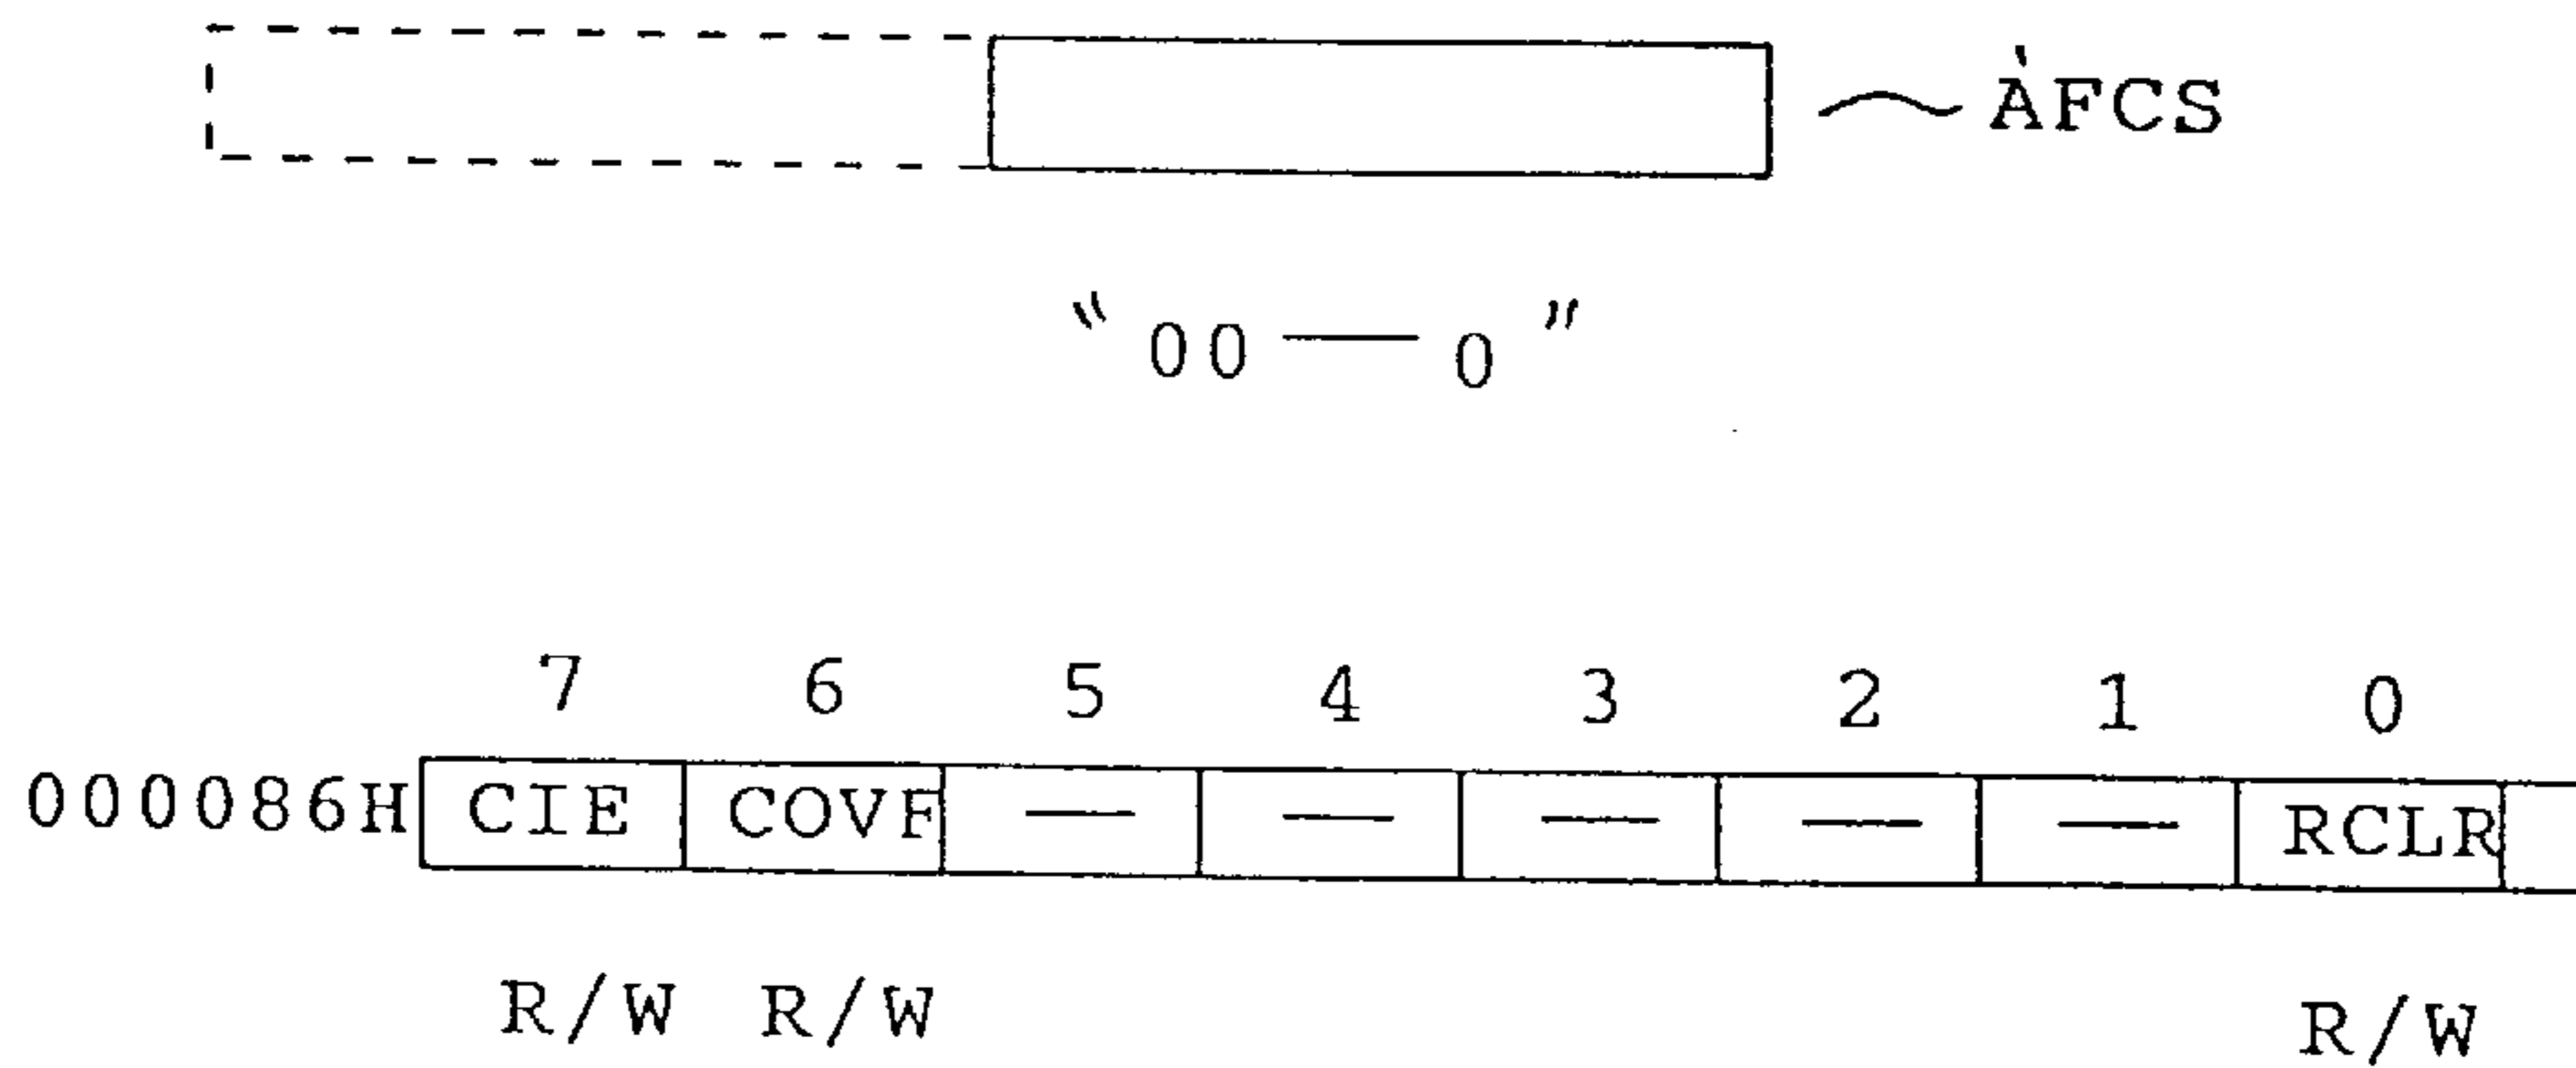 AFCS
“ 00 — 0 ”
7 6 5 4 3 2 1 0
000086H CIE COVF — — — — — RCLR
R/W R/W R/W